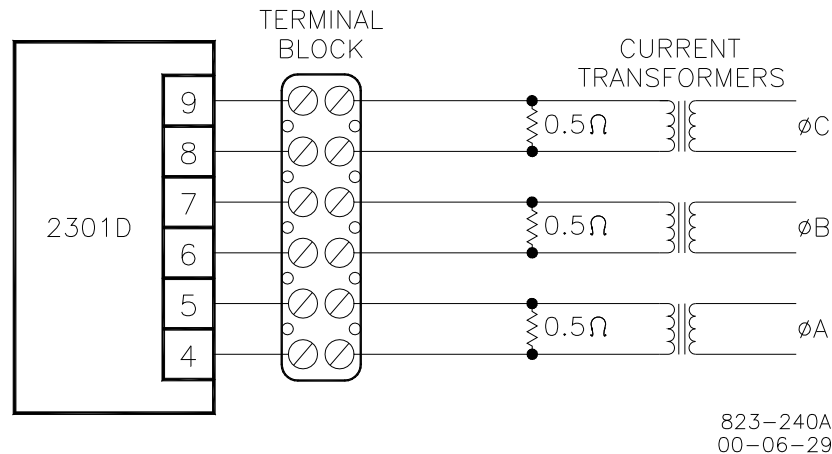 TERMINAL
BLOCK
CURRENT
TRANSFORMERS
2301D
9
8
7
6
5
4
0.5Ω
0.5Ω
0.5Ω
øC
øB
øA
823-240A
00-06-29